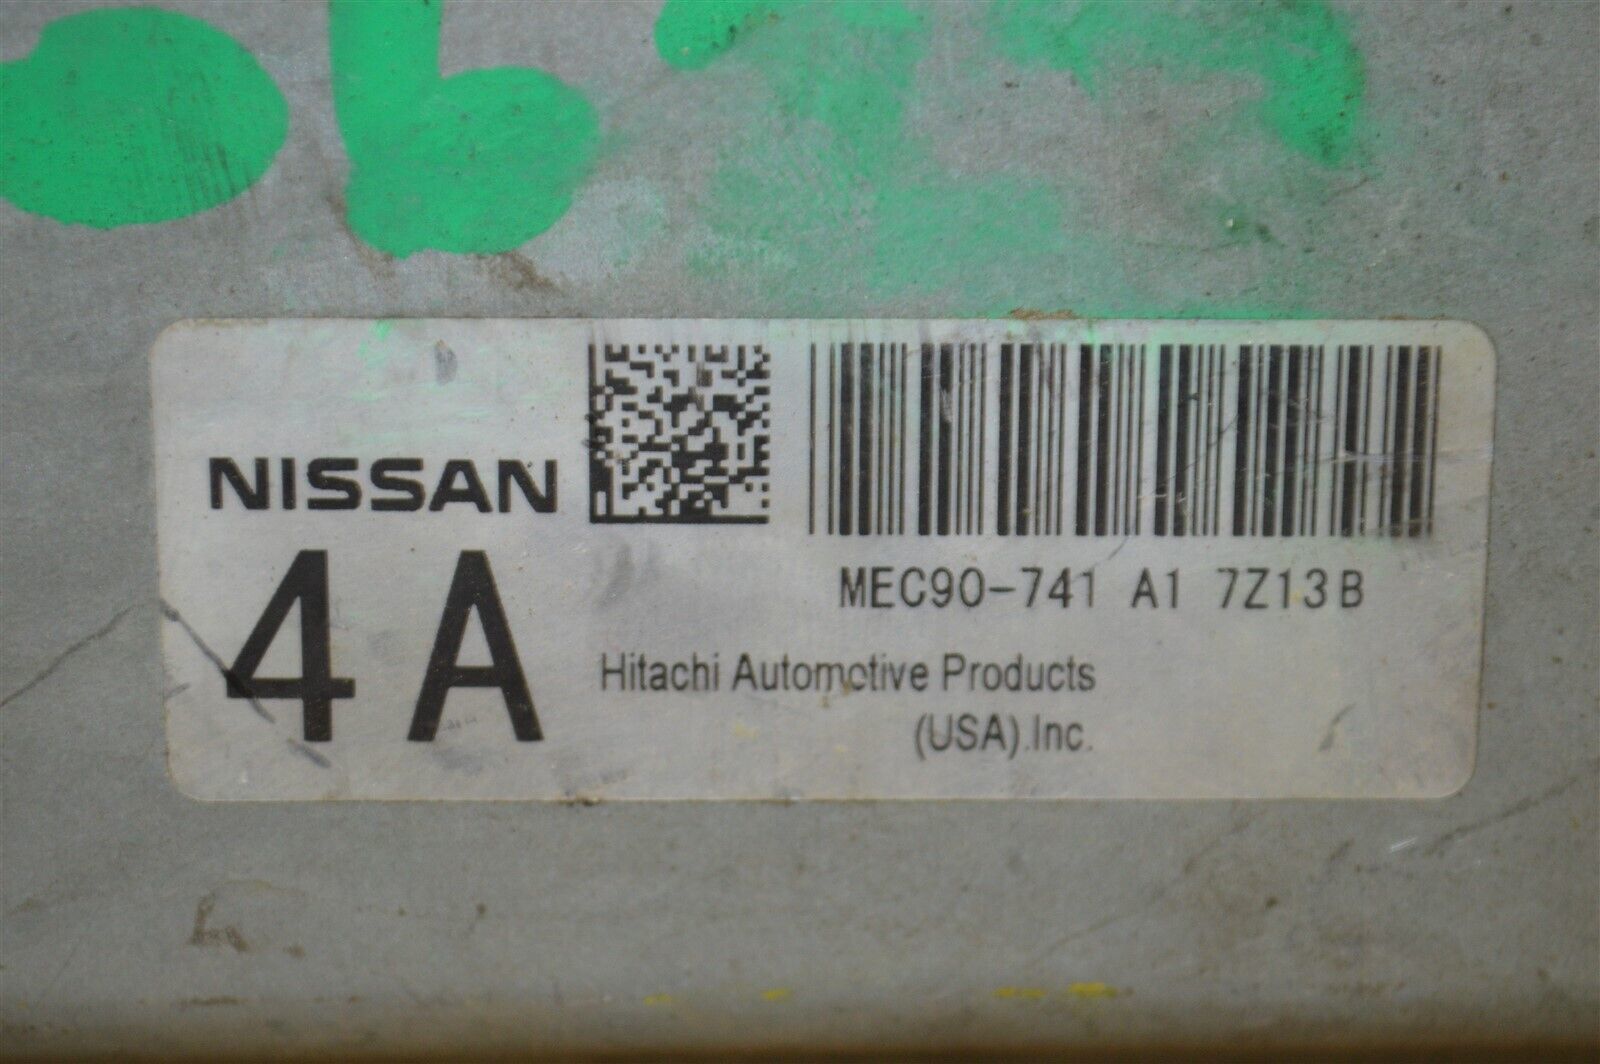 NISSAN
4A
MEC90-741 A1 7Z13B
Hitachi Automotive Products
(USA).Inc.